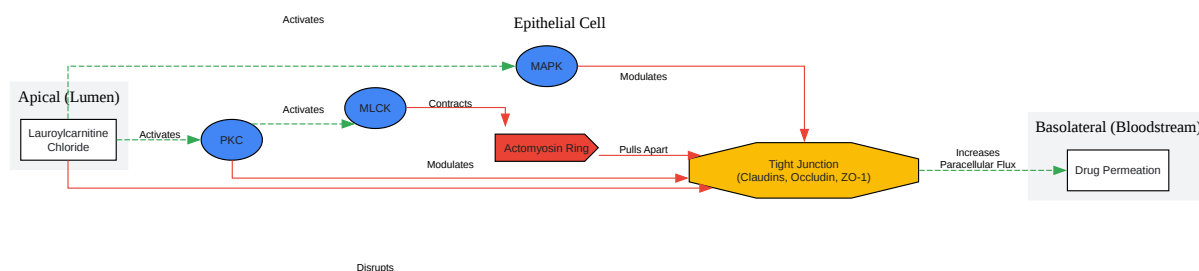 Activates
Epithelial Cell
MAPK
Modulates
Apical (Lumen)
Lauroylcarnitine
Chloride
Activates
PKC
Activates
MLCK
Contracts
Actomyosin Ring
Pulls Apart
Modulates
Tight Junction
(Claudins, Occludin, ZO-1)
Increases
Paracellular Flux
Basolateral (Bloodstream)
Drug Permeation
Disrupts